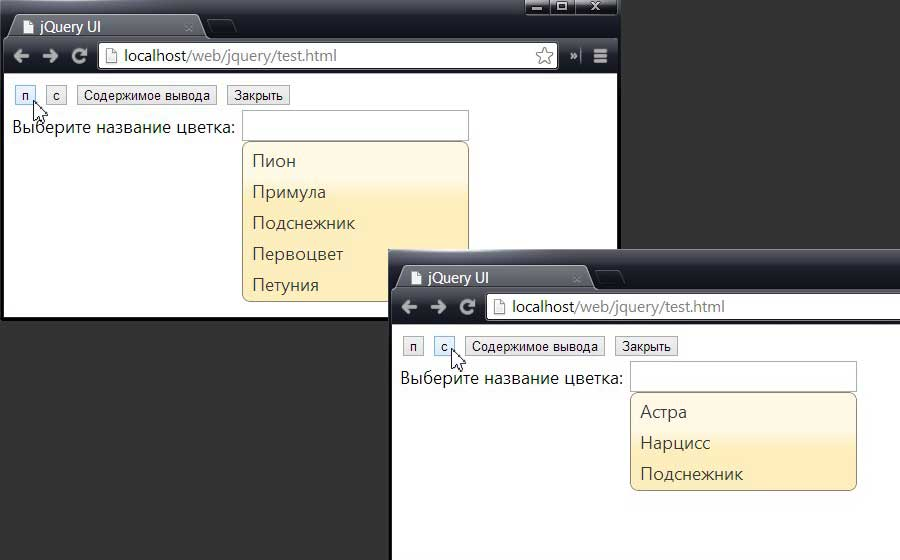 jQuery UI
localhost/web/jquery/test.html
п с Содержимое вывода Закрыть
Выберите название цветка:
Пион
Примула
Подснежник
Первоцвет
Петуния
jQuery UI
localhost/web/jquery/test.html
п с Содержимое вывода Закрыть
Выберите название цветка:
Астра
Нарцисс
Подснежник